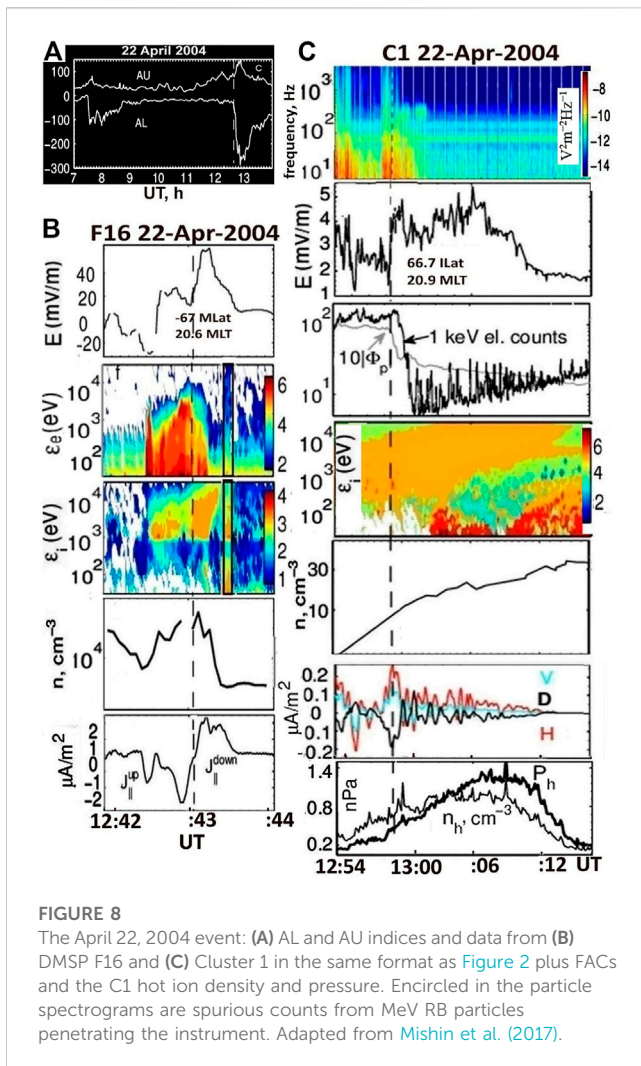 A
22 April 2004
100
0
−100
−200
−300
AU
AL
C
7 8 9 10 11 12 13
UT, h
B
F16 22-Apr-2004
E (mV/m)
40
20
0
-20
-67 MLat
20.6 MLT
f
εe(eV)
10⁴
10³
10²
6
4
2
εi(eV)
10⁴
10³
10²
4
3
2
1
n, cm⁻³
10⁴
μA/m²
2
1
0
-1
-2
J∥ᵘᵖ
J∥ᵈᵒʷⁿ
12:42 :43 :44
UT
C
C1 22-Apr-2004
frequency, Hz
10³
10²
10¹
−8
−10
−12
−14
V²m⁻²Hz⁻¹
E (mV/m)
5
4
3
2
1
66.7 ILat
20.9 MLT
10²
10¹
1 keV el. counts
10|Φp|
εi(eV)
10⁴
10³
10²
6
4
2
n, cm⁻³
30
10
μA/m²
0.2
0.1
0
-0.2
V
D
H
nPa
1.4
0.8
0.2
Ph
nh, cm⁻³
12:54 13:00 :06 :12 UT
FIGURE 8
The April 22, 2004 event: (A) AL and AU indices and data from (B)
DMSP F16 and (C) Cluster 1 in the same format as Figure 2 plus FACs
and the C1 hot ion density and pressure. Encircled in the particle
spectrograms are spurious counts from MeV RB particles
penetrating the instrument. Adapted from Mishin et al. (2017).